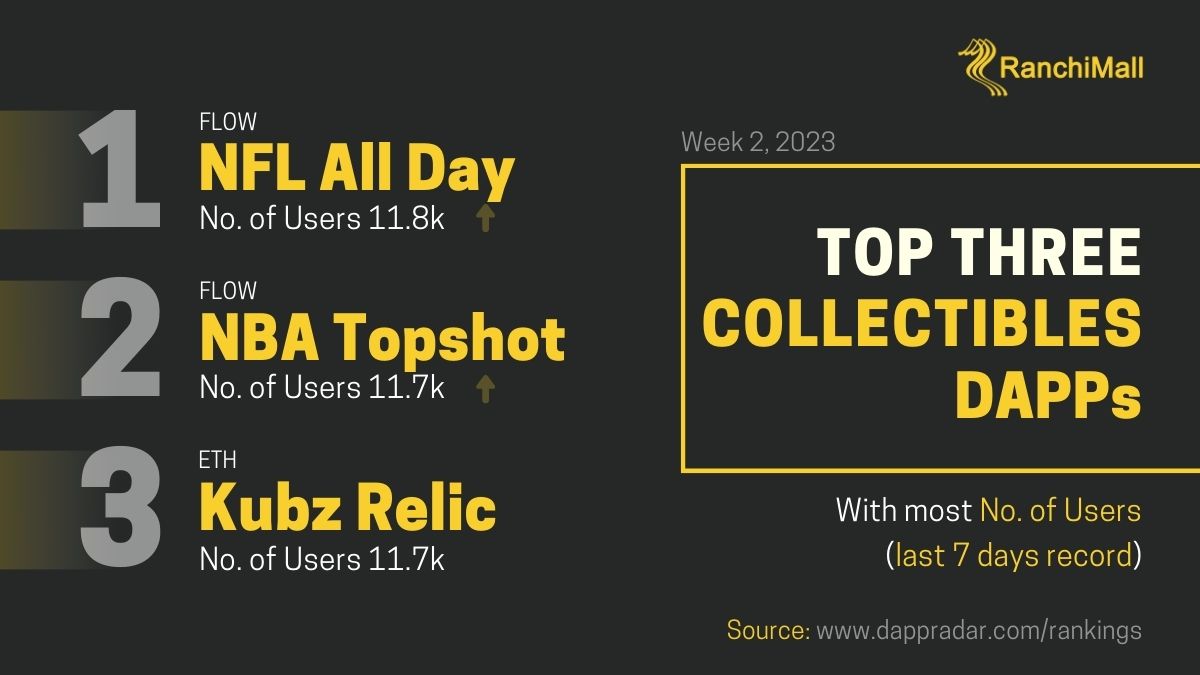 RanchiMall
Week 2, 2023
TOP THREE
COLLECTIBLES
DAPPs
With most No. of Users
(last 7 days record)
Source: www.dappradar.com/rankings
1
FLOW
NFL All Day
No. of Users 11.8k
2
FLOW
NBA Topshot
No. of Users 11.7k
3
ETH
Kubz Relic
No. of Users 11.7k